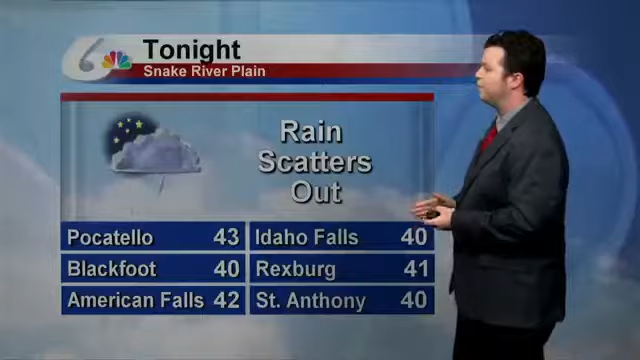 6
Tonight
Snake River Plain
Rain
Scatters
Out
Pocatello 43 Idaho Falls 40
Blackfoot 40 Rexburg 41
American Falls 42 St. Anthony 40